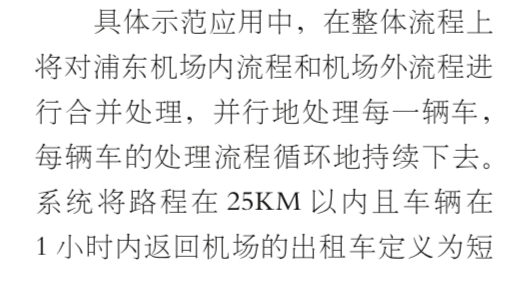 具体示范应用中，在整体流程上
将对浦东机场内流程和机场外流程进
行合并处理，并行地处理每一辆车，
每辆车的处理流程循环地持续下去。
系统将路程在 25KM 以内且车辆在
1 小时内返回机场的出租车定义为短